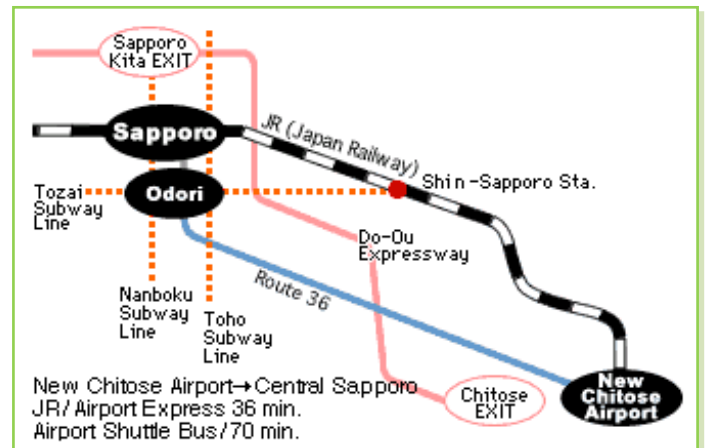 Sapporo
Kita EXIT
Sapporo
JR (Japan Railway)
Shin-Sapporo Sta.
Tozai
Subway
Line
Odori
Do-Ou
Expressway
Route 36
Nanboku
Subway
Line
Toho
Subway
Line
New Chitose Airport→Central Sapporo
JR/Airport Express 36 min.
Airport Shuttle Bus/70 min.
Chitose
EXIT
New
Chitose
Airport